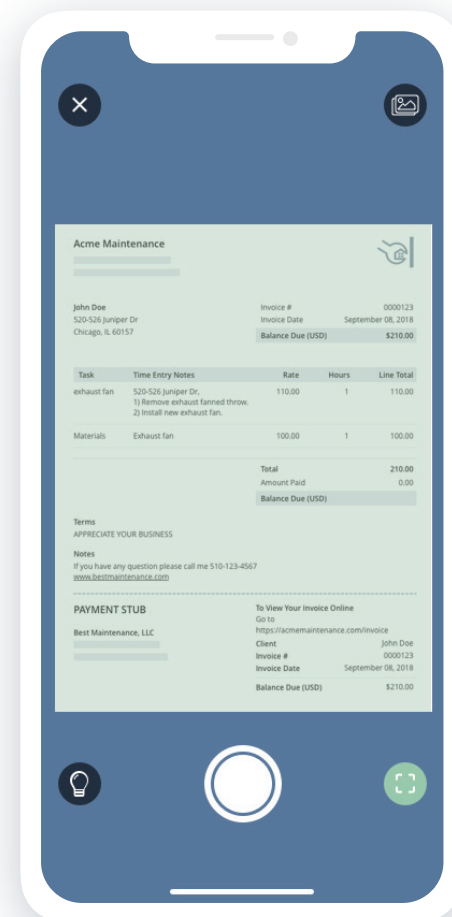 Acme Maintenance
John Doe
520-526 Juniper Dr
Chicago, IL 60157
Invoice # 0000123
Invoice Date September 08, 2018
Balance Due (USD) $210.00
Task Time Entry Notes Rate Hours Line Total
exhaust fan 520-526 Juniper Dr, 110.00 1 110.00
1) Remove exhaust fanned throw.
2) Install new exhaust fan.
Materials Exhaust fan 100.00 1 100.00
Total 210.00
Amount Paid 0.00
Balance Due (USD)
Terms
APPRECIATE YOUR BUSINESS
Notes
If you have any question please call me 510-123-4567
www.bestmaintenance.com
PAYMENT STUB
Best Maintenance, LLC
To View Your Invoice Online
Go to
https://acmemaintenance.com/invoice
Client John Doe
Invoice # 0000123
Invoice Date September 08, 2018
Balance Due (USD) $210.00